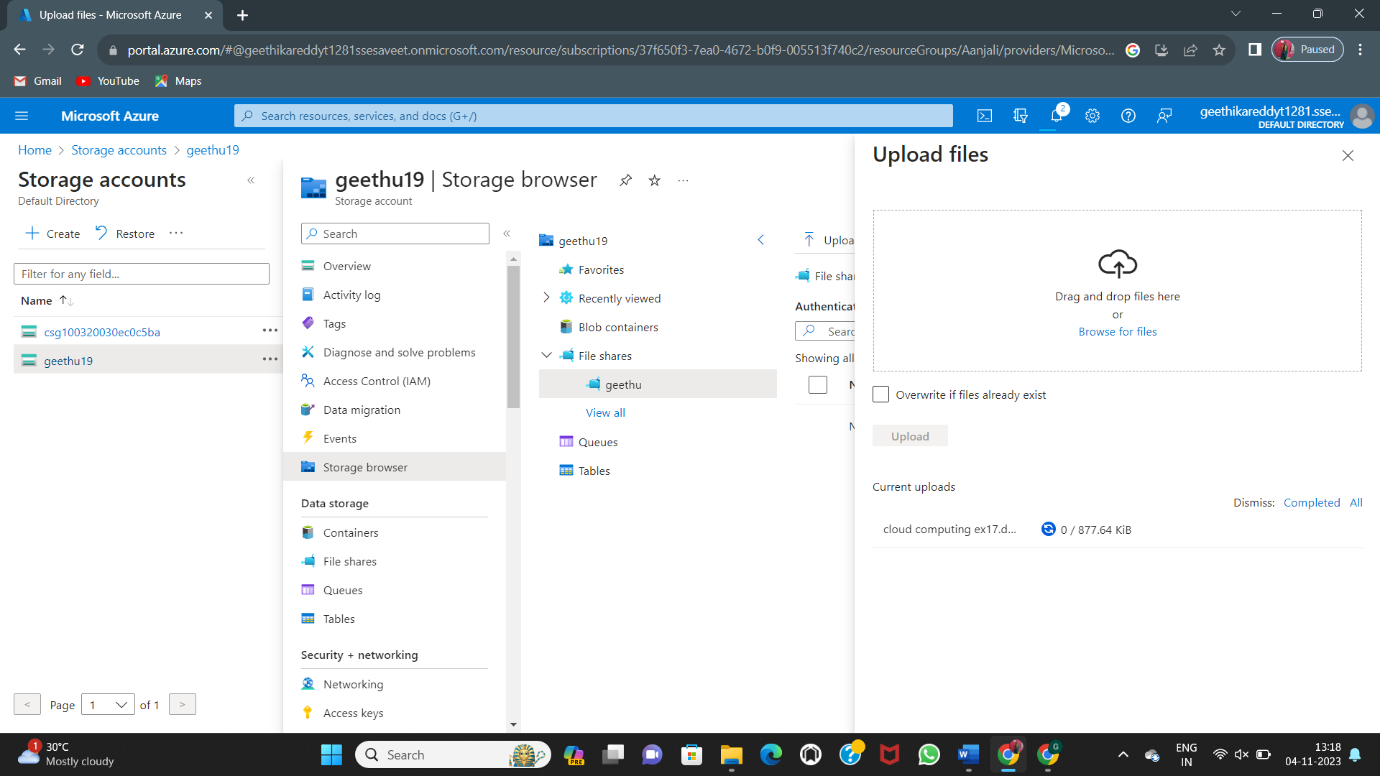 Upload files - Microsoft Azure
portal.azure.com/#@geethikareddyt1281ssesaveet.onmicrosoft.com/resource/subscriptions/37f650f3-7ea0-4672-b0f9-005513f740c2/resourceGroups/Aanjali/providers/Microso...
Paused
Gmail
YouTube
Maps
Microsoft Azure
Search resources, services, and docs (G+/)
2
geethikareddyt1281.sse...
DEFAULT DIRECTORY
Home > Storage accounts > geethu19
Storage accounts
Default Directory
Create
Restore
Filter for any field...
Name
csg100320030ec0c5ba
geethu19
< Page 1 of 1 >
geethu19 | Storage browser
Storage account
Search
Overview
Activity log
Tags
Diagnose and solve problems
Access Control (IAM)
Data migration
Events
Storage browser
Data storage
Containers
File shares
Queues
Tables
Security + networking
Networking
Access keys
geethu19
Favorites
Recently viewed
Blob containers
File shares
geethu
View all
Queues
Tables
Uploa
File shar
Authenticat
Searc
Showing all
N
N
Upload files
Drag and drop files here
or
Browse for files
Overwrite if files already exist
Upload
Current uploads
Dismiss: Completed All
cloud computing ex17.d... 0 / 877.64 KiB
1
30°C
Mostly cloudy
Search
PRE
W
G
ENG
IN
13:18
04-11-2023